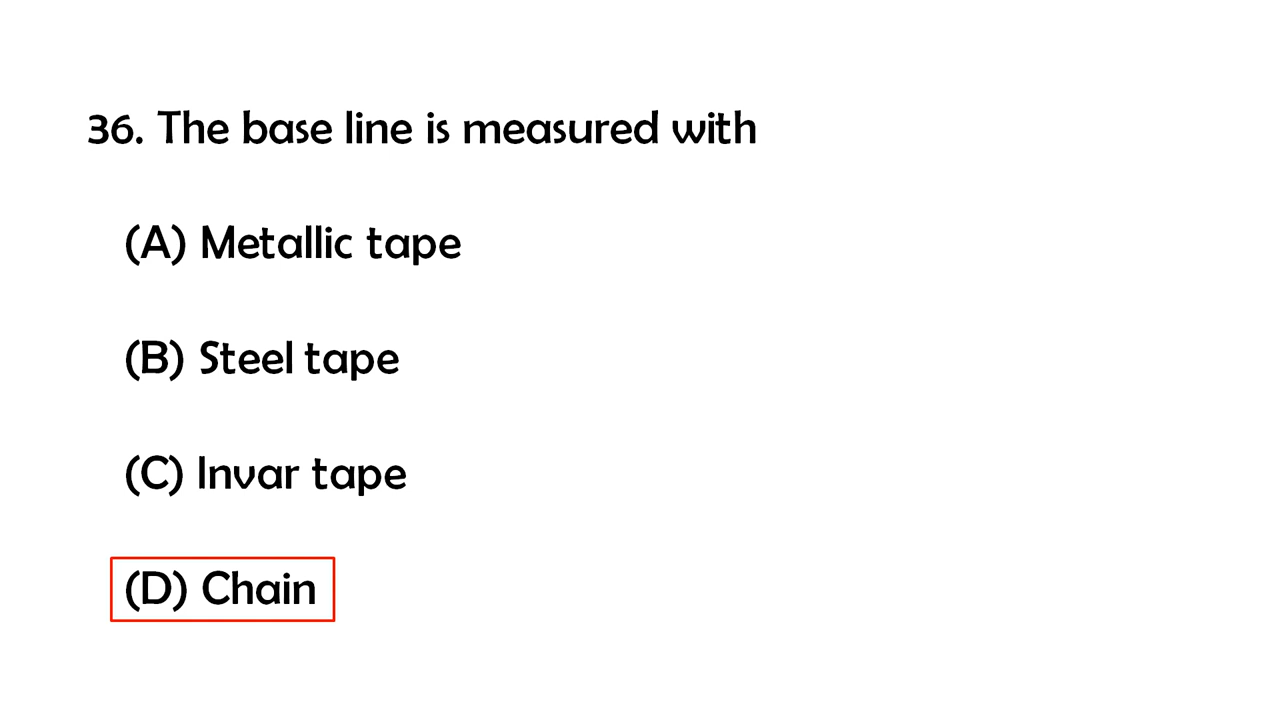 36. The base line is measured with
(A) Metallic tape
(B) Steel tape
(C) Invar tape
(D) Chain